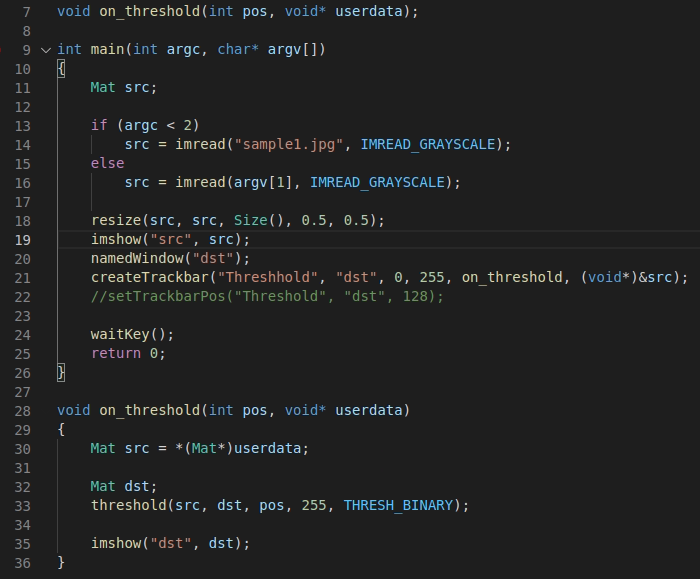 7 void on_threshold(int pos, void* userdata);
8
9 int main(int argc, char* argv[])
10 {
11     Mat src;
12
13     if (argc < 2)
14         src = imread("sample1.jpg", IMREAD_GRAYSCALE);
15     else
16         src = imread(argv[1], IMREAD_GRAYSCALE);
17
18     resize(src, src, Size(), 0.5, 0.5);
19     imshow("src", src);
20     namedWindow("dst");
21     createTrackbar("Threshhold", "dst", 0, 255, on_threshold, (void*)&src);
22     //setTrackbarPos("Threshold", "dst", 128);
23
24     waitKey();
25     return 0;
26 }
27
28 void on_threshold(int pos, void* userdata)
29 {
30     Mat src = *(Mat*)userdata;
31
32     Mat dst;
33     threshold(src, dst, pos, 255, THRESH_BINARY);
34
35     imshow("dst", dst);
36 }